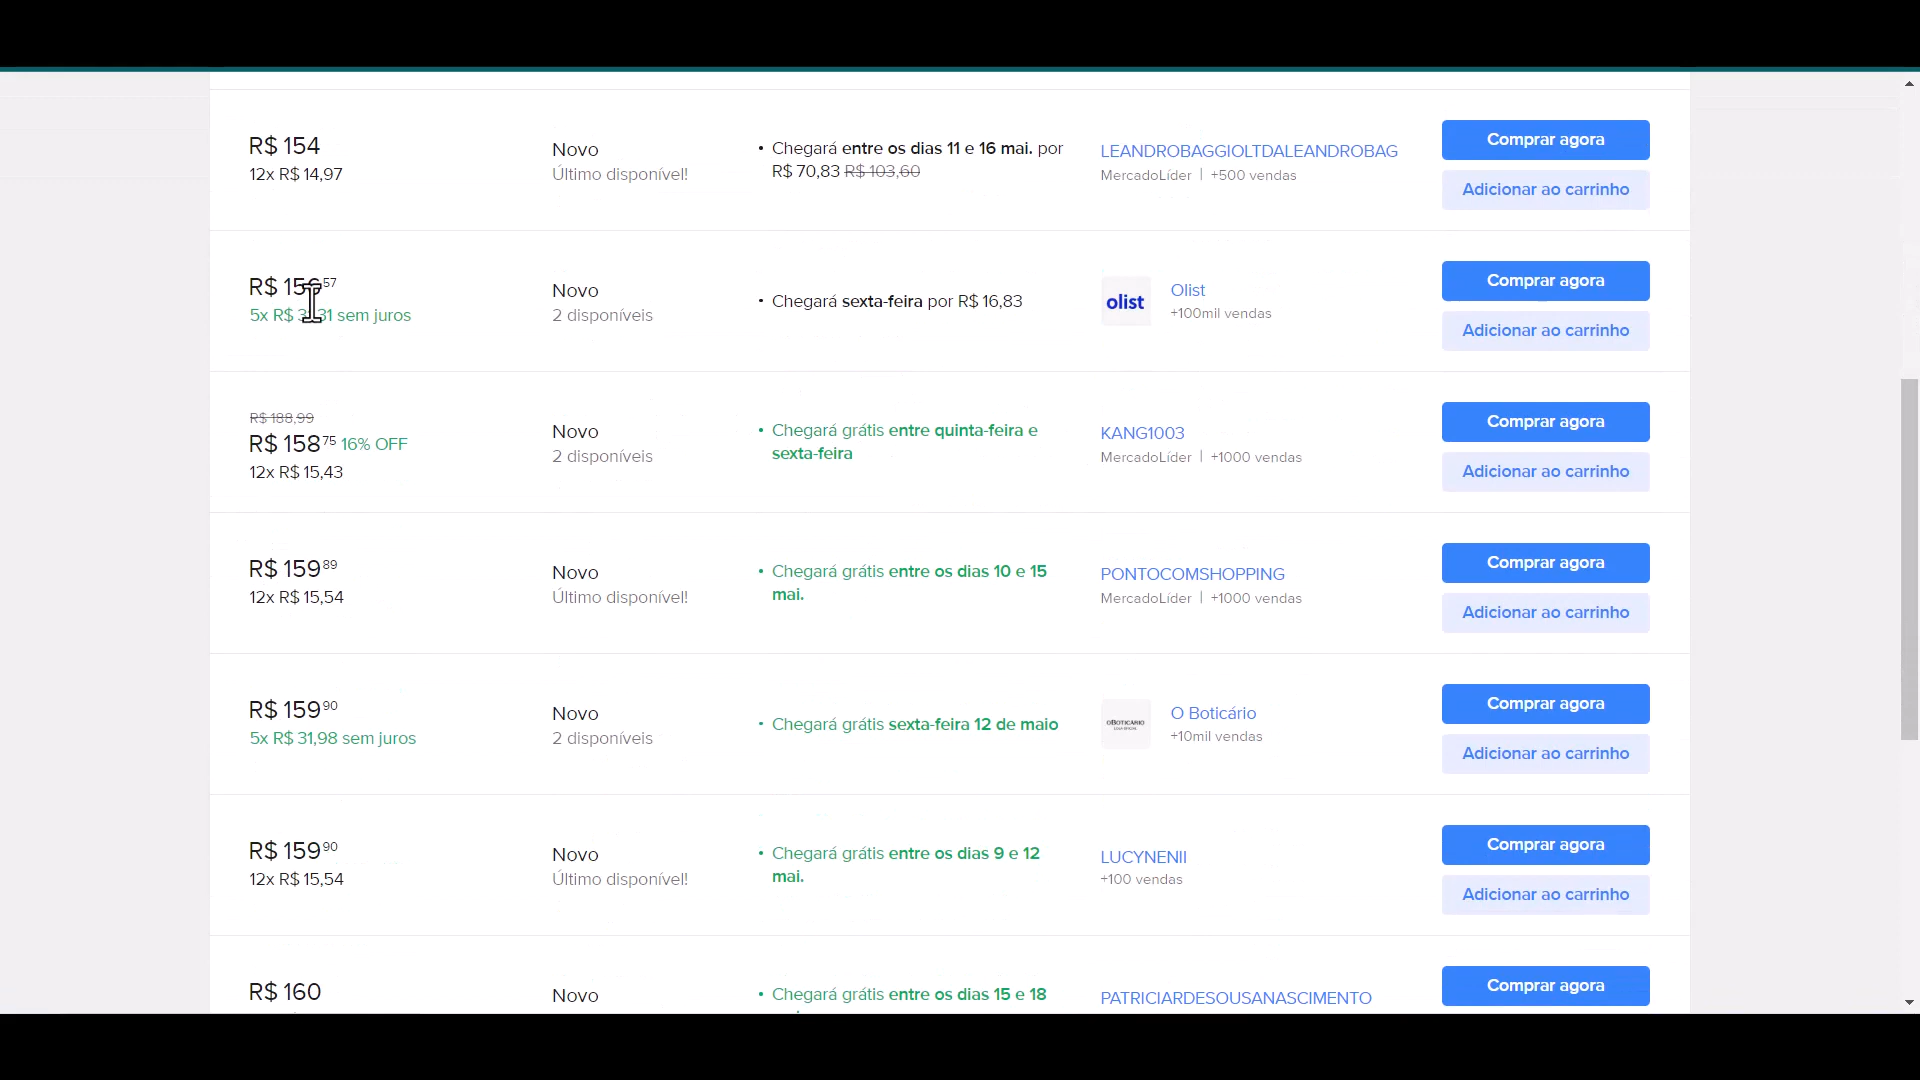 R$ 154
12x R$ 14,97
Novo
Último disponível!
• Chegará entre os dias 11 e 16 mai. por
R$ 70,83 R$ 103,60
LEANDROBAGGIOLTDALEANDROBAG
MercadoLíder | +500 vendas
Comprar agora
Adicionar ao carrinho
R$ 156 57
5x R$ 31,31 sem juros
Novo
2 disponíveis
• Chegará sexta-feira por R$ 16,83
olist
Olist
+100mil vendas
Comprar agora
Adicionar ao carrinho
R$ 188,99
R$ 158 75 16% OFF
12x R$ 15,43
Novo
2 disponíveis
• Chegará grátis entre quinta-feira e
sexta-feira
KANG1003
MercadoLíder | +1000 vendas
Comprar agora
Adicionar ao carrinho
R$ 159 89
12x R$ 15,54
Novo
Último disponível!
• Chegará grátis entre os dias 10 e 15
mai.
PONTOCOMSHOPPING
MercadoLíder | +1000 vendas
Comprar agora
Adicionar ao carrinho
R$ 159 90
5x R$ 31,98 sem juros
Novo
2 disponíveis
• Chegará grátis sexta-feira 12 de maio
oBOTICÁRIO
O Boticário
+10mil vendas
Comprar agora
Adicionar ao carrinho
R$ 159 90
12x R$ 15,54
Novo
Último disponível!
• Chegará grátis entre os dias 9 e 12
mai.
LUCYNENII
+100 vendas
Comprar agora
Adicionar ao carrinho
R$ 160
Novo
• Chegará grátis entre os dias 15 e 18
PATRICIARDESOUSANASCIMENTO
Comprar agora